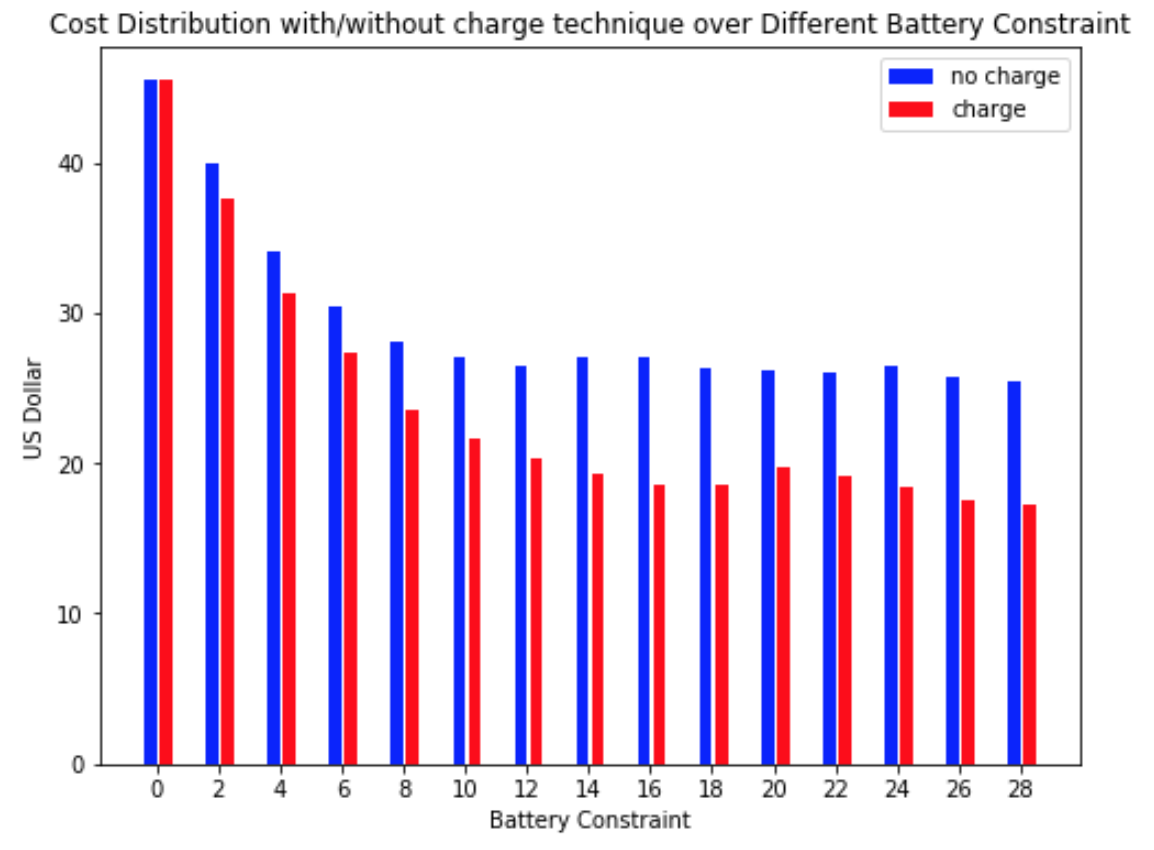 Cost Distribution with/without charge technique over Different Battery Constraint
no charge
charge
40
30
20
10
0
US Dollar
0 2 4 6 8 10 12 14 16 18 20 22 24 26 28
Battery Constraint